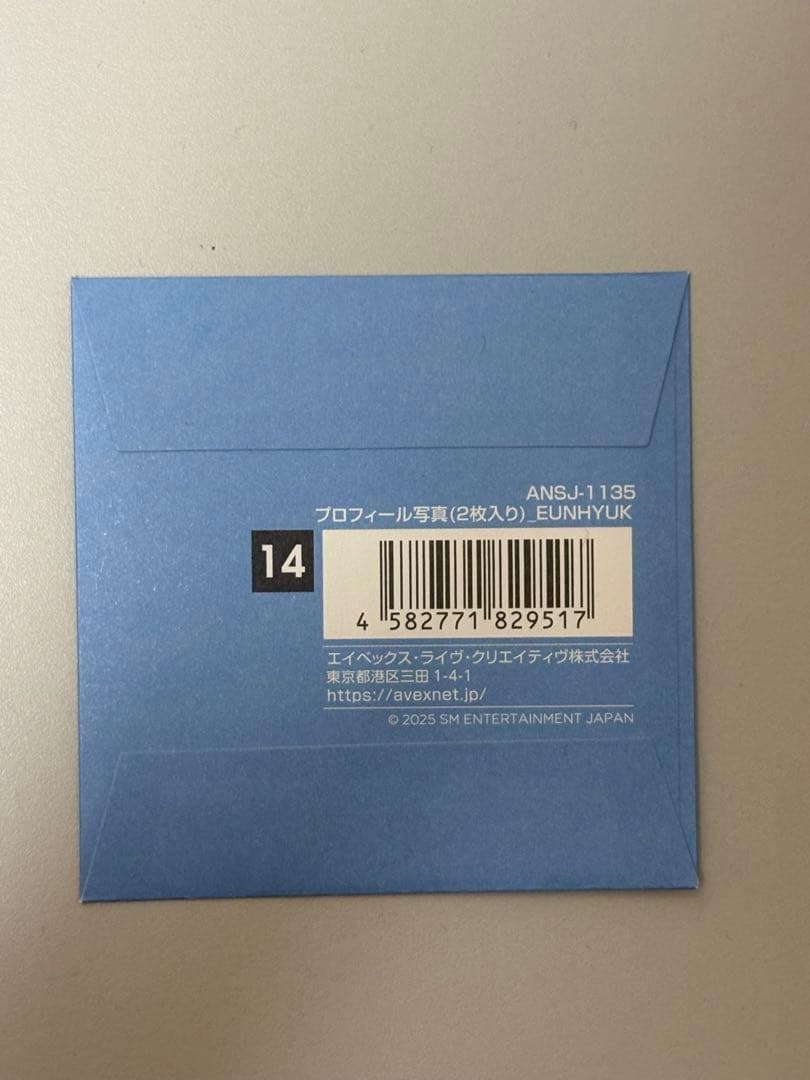 ANSJ-1135
プロフィール写真(2枚入り)_EUNHYUK
14
4 582771 829517
エイベックス・ライヴ・クリエイティヴ株式会社
東京都港区三田1-4-1
https://avexnet.jp/
© 2025 SM ENTERTAINMENT JAPAN